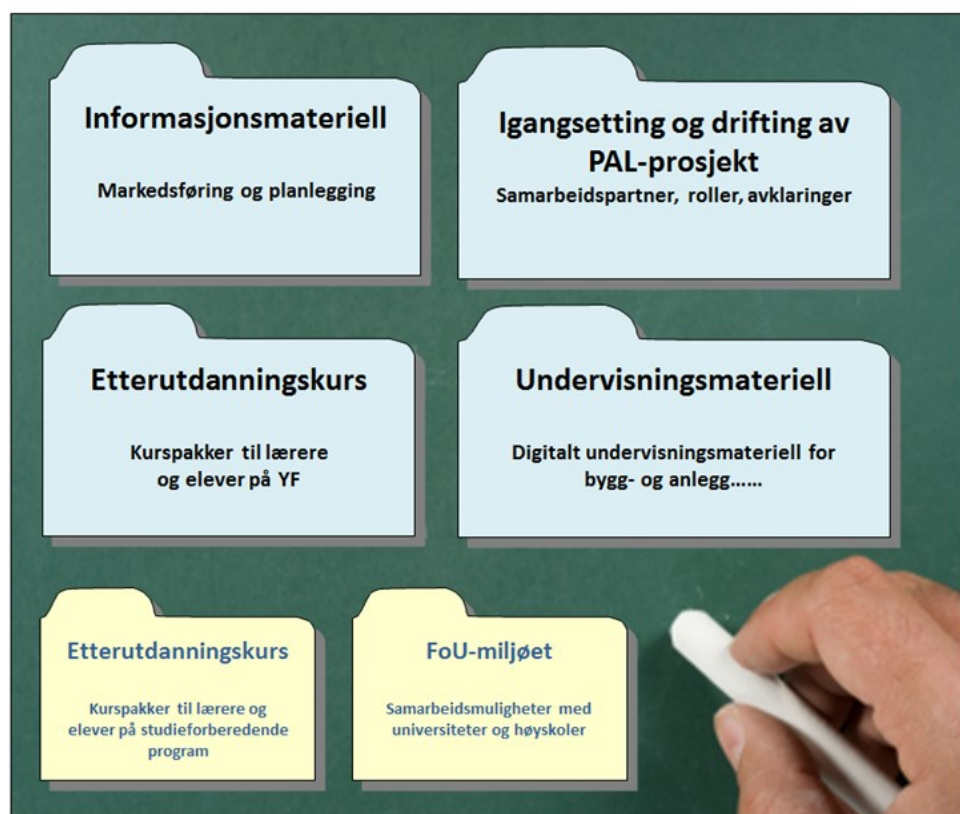 Informasjonsmateriell
Markedsføring og planlegging
Igangsetting og drifting av
PAL-prosjekt
Samarbeidspartner, roller, avklaringer
Etterutdanningskurs
Kurspakker til lærere
og elever på YF
Undervisningsmateriell
Digitalt undervisningsmateriell for
bygg- og anlegg......
Etterutdanningskurs
Kurspakker til lærere og
elever på studieforberedende
program
FoU-miljøet
Samarbeidsmuligheter med
universiteter og høyskoler